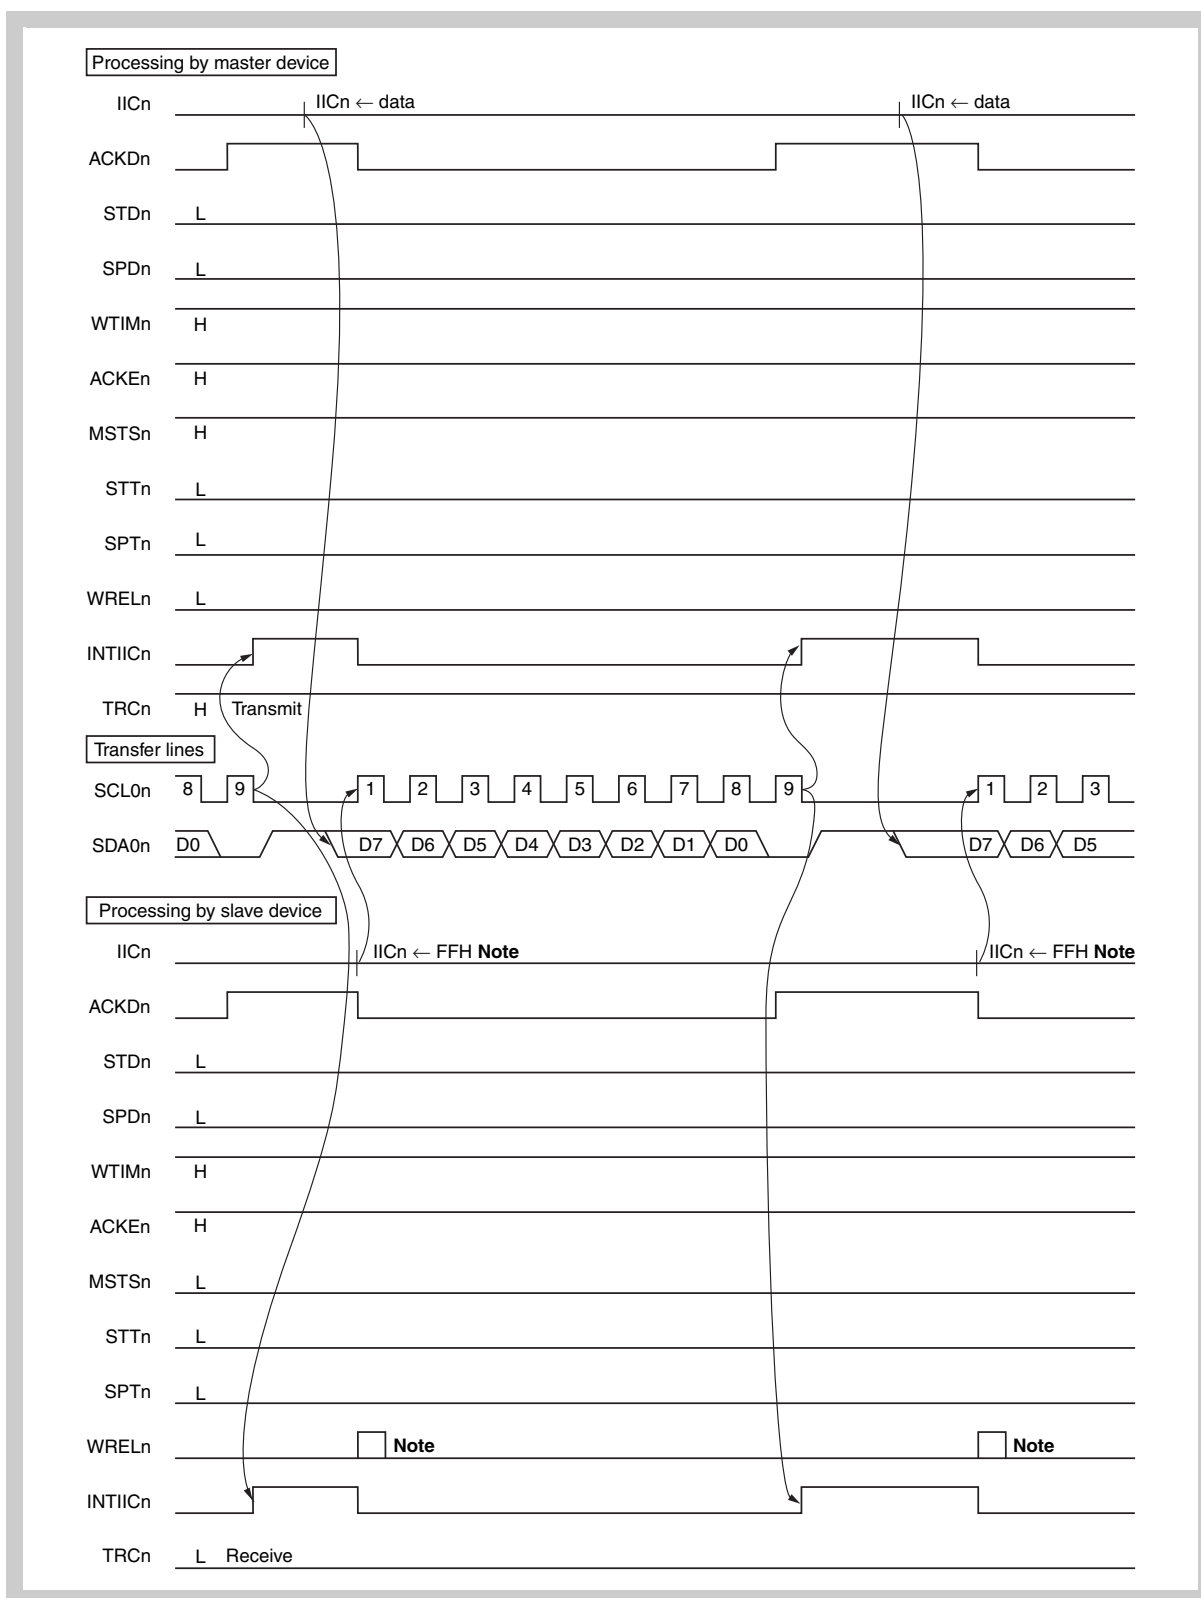 Processing by master device
IICn IICn ← data IICn ← data
ACKDn
STDn L
SPDn L
WTIMn H
ACKEn H
MSTSn H
STTn L
SPTn L
WRELn L
INTIICn
TRCn H Transmit
Transfer lines
SCL0n 8 9 1 2 3 4 5 6 7 8 9 1 2 3
SDA0n D0 D7 D6 D5 D4 D3 D2 D1 D0 D7 D6 D5
Processing by slave device
IICn IICn ← FFH Note IICn ← FFH Note
ACKDn
STDn L
SPDn L
WTIMn H
ACKEn H
MSTSn L
STTn L
SPTn L
WRELn Note Note
INTIICn
TRCn L Receive